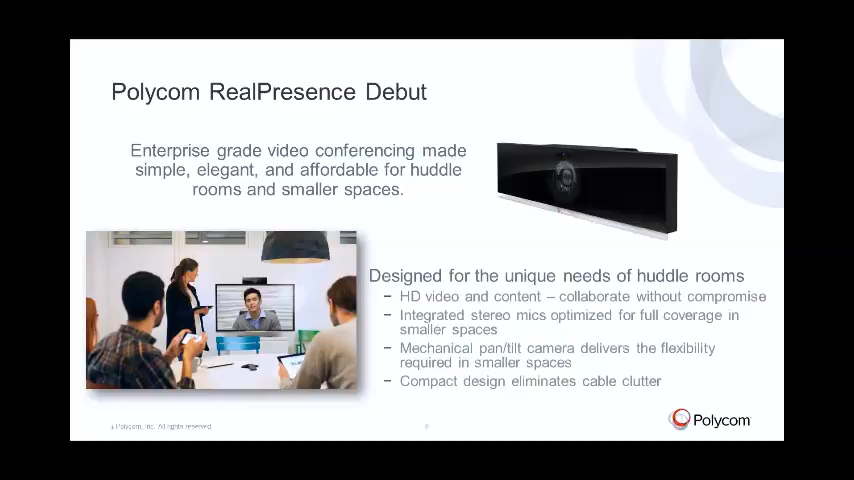 Polycom RealPresence Debut
Enterprise grade video conferencing made
simple, elegant, and affordable for huddle
rooms and smaller spaces.
Designed for the unique needs of huddle rooms
– HD video and content – collaborate without compromise
– Integrated stereo mics optimized for full coverage in
smaller spaces
– Mechanical pan/tilt camera delivers the flexibility
required in smaller spaces
– Compact design eliminates cable clutter
Polycom, Inc. All rights reserved.
Polycom